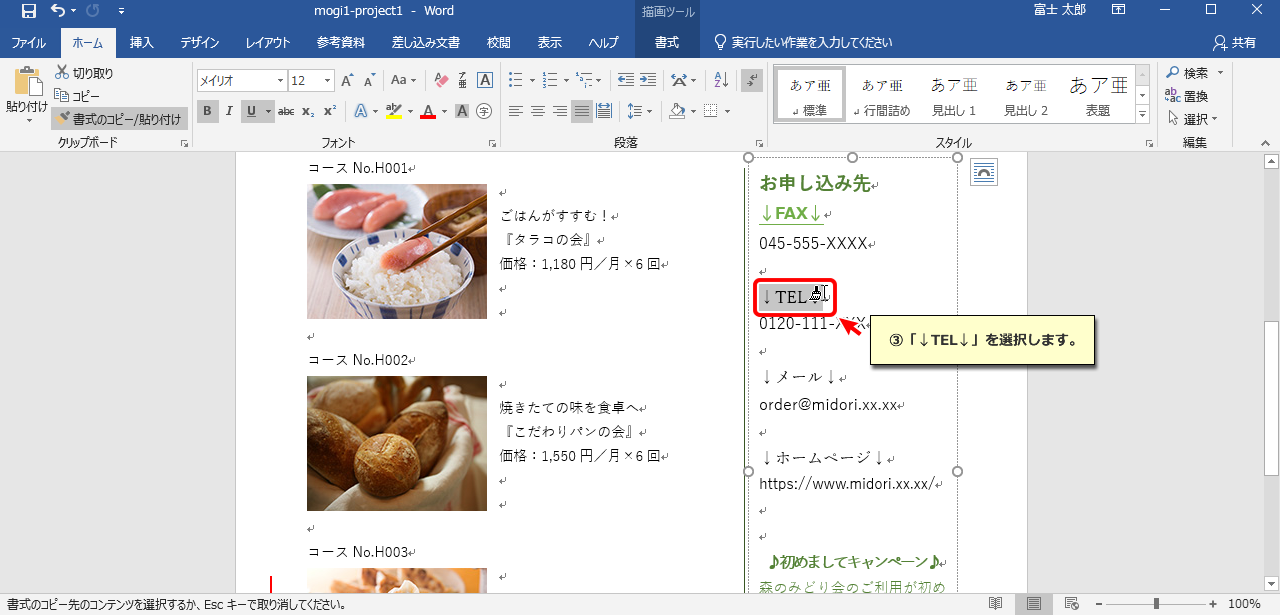 mogi1-project1 - Word
描画ツール
富士 太郎
ファイル ホーム 挿入 デザイン レイアウト 参考資料 差し込み文書 校閲 表示 ヘルプ 書式 実行したい作業を入力してください 共有
貼り付け
切り取り
コピー
書式のコピー/貼り付け
クリップボード
メイリオ 12 A A Aa A
B I U abc x₂ x² A ab A A 字
フォント
段落
あア亜 あア亜 あア亜 あア亜 あア亜
標準 行間詰め 見出し 1 見出し 2 表題
スタイル
検索
置換
選択
編集
コース No.H001
ごはんがすすむ！
『タラコの会』
価格：1,180 円／月×6 回
コース No.H002
焼きたての味を食卓へ
『こだわりパンの会』
価格：1,550 円／月×6 回
コース No.H003
お申し込み先
↓FAX↓
045-555-XXXX
↓TEL
0120-111-XXX
↓メール↓
order@midori.xx.xx
↓ホームページ↓
https://www.midori.xx.xx/
♪初めましてキャンペーン♪
森のみどり会のご利用が初め
③「↓TEL↓」を選択します。
書式のコピー先のコンテンツを選択するか、Esc キーで取り消してください。
100%